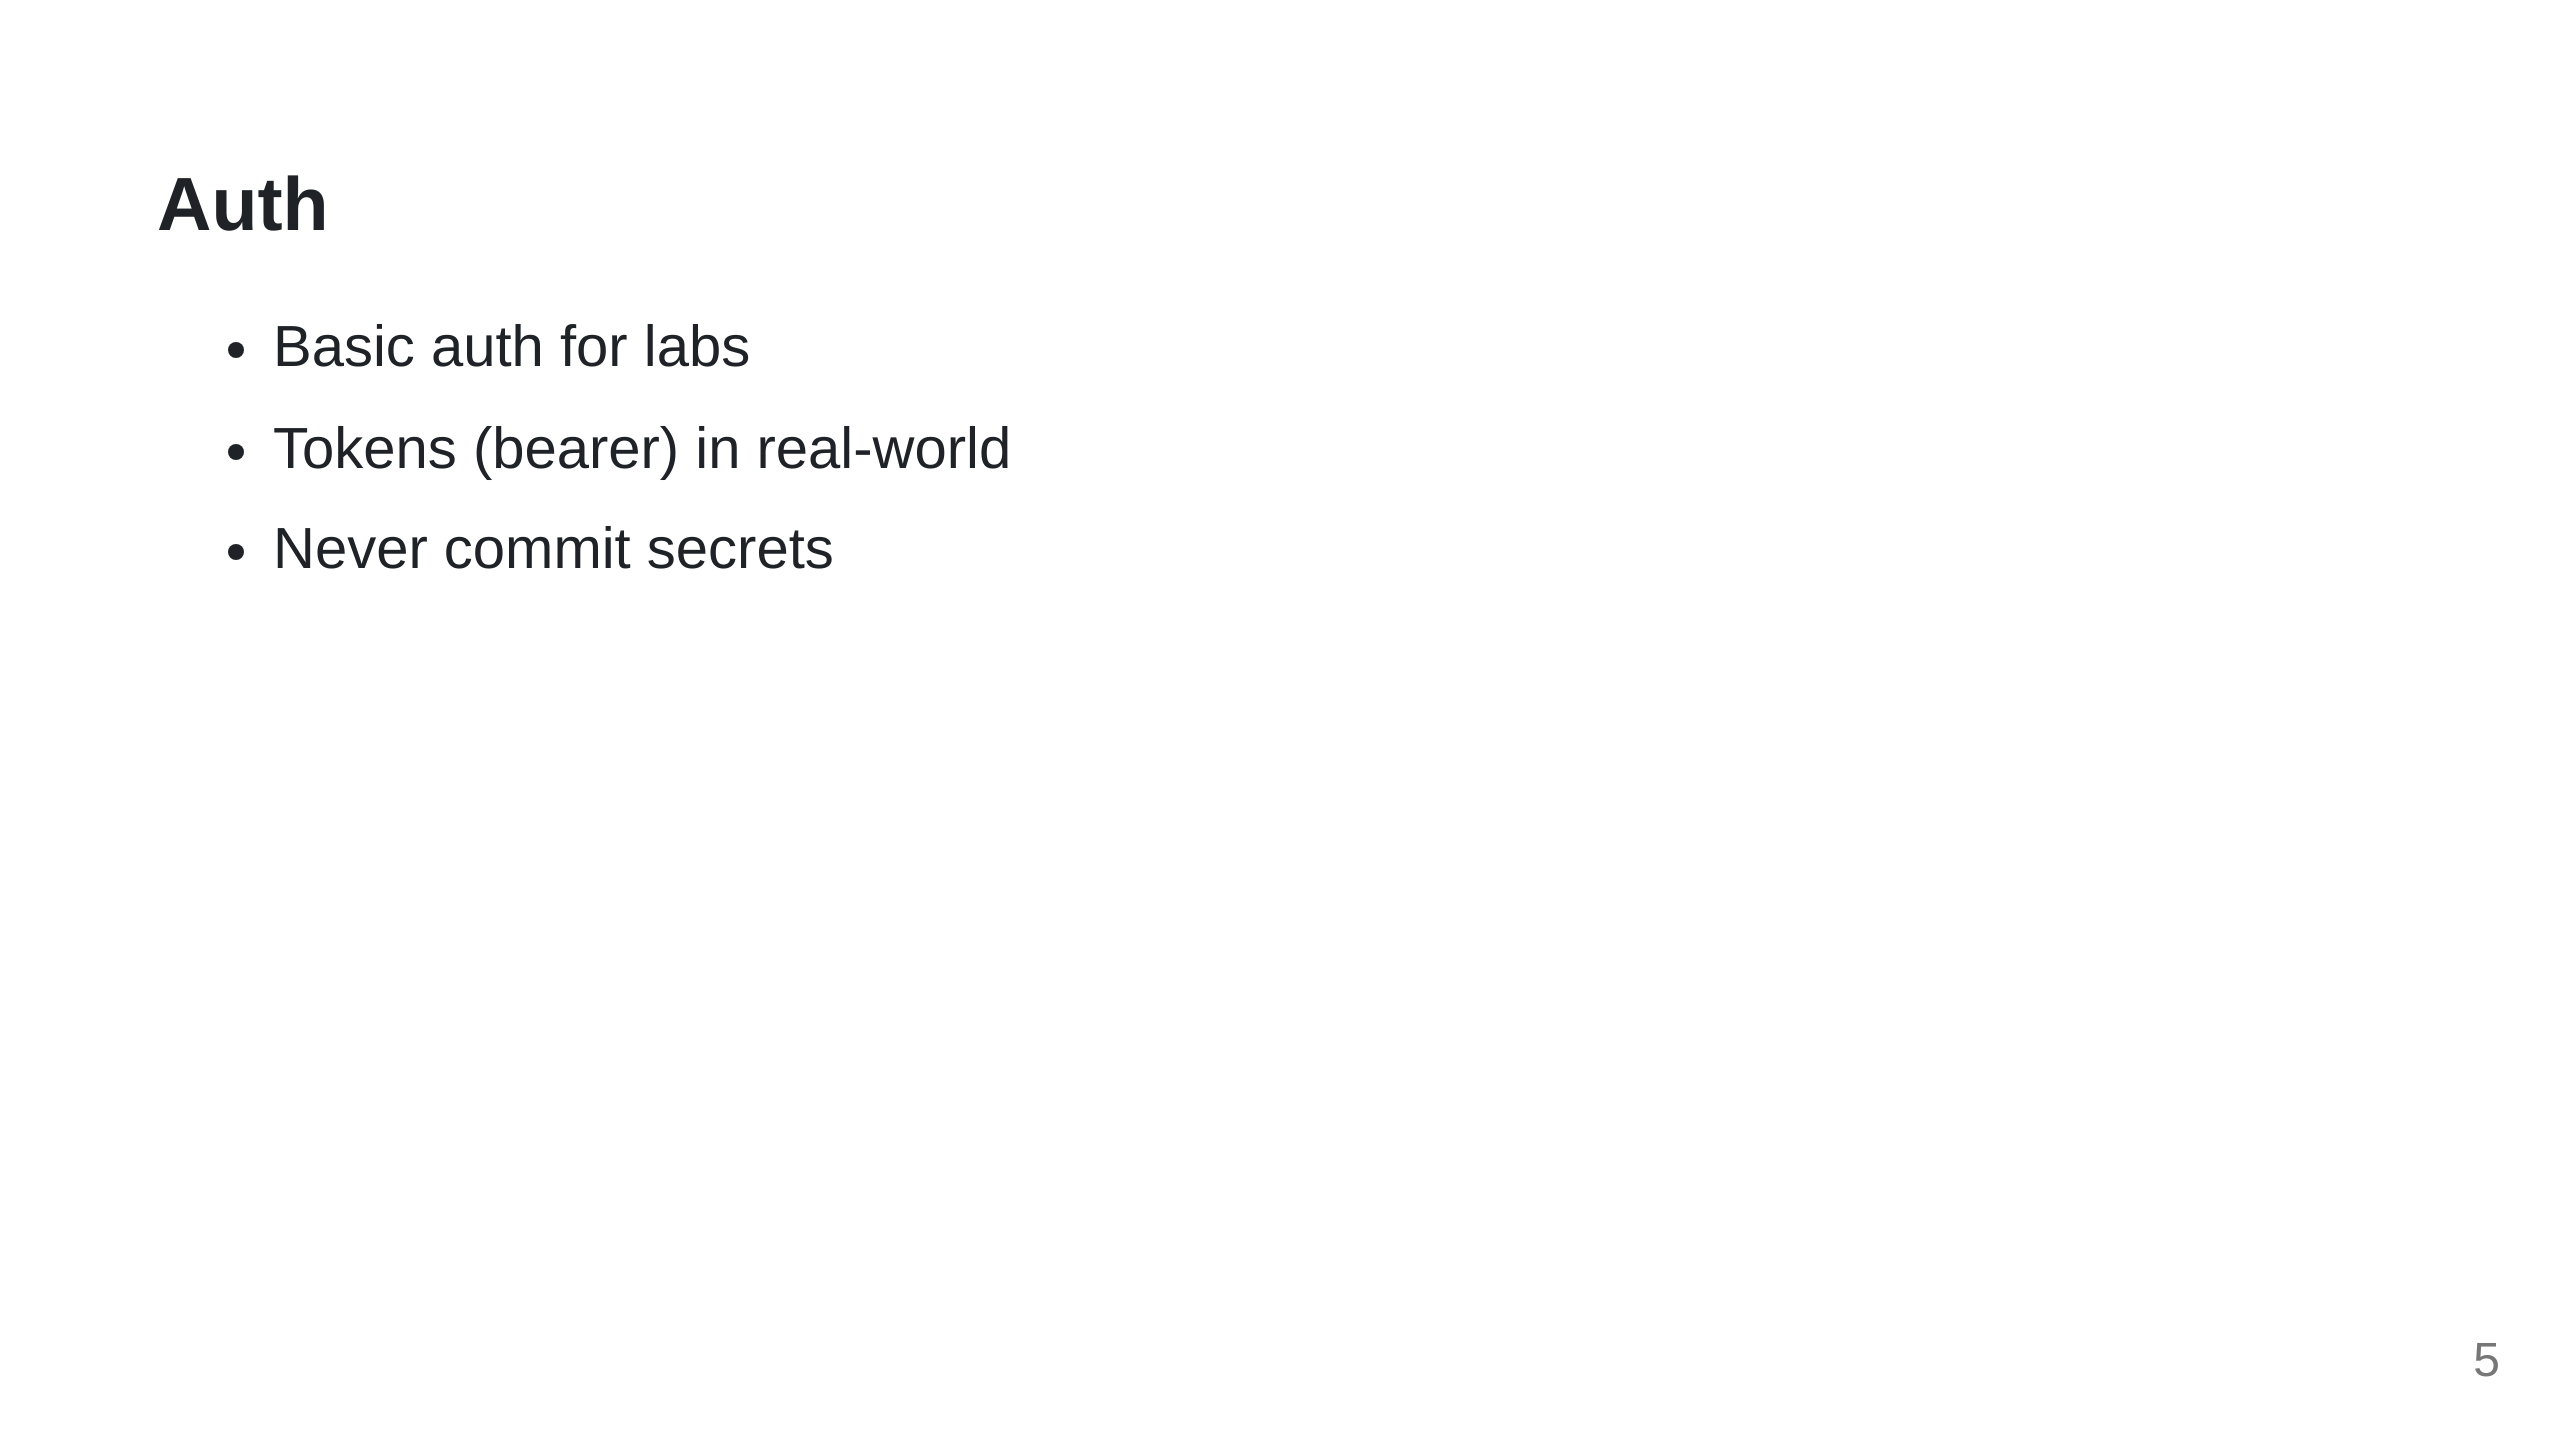 Auth
• Basic auth for labs
• Tokens (bearer) in real-world
• Never commit secrets
5